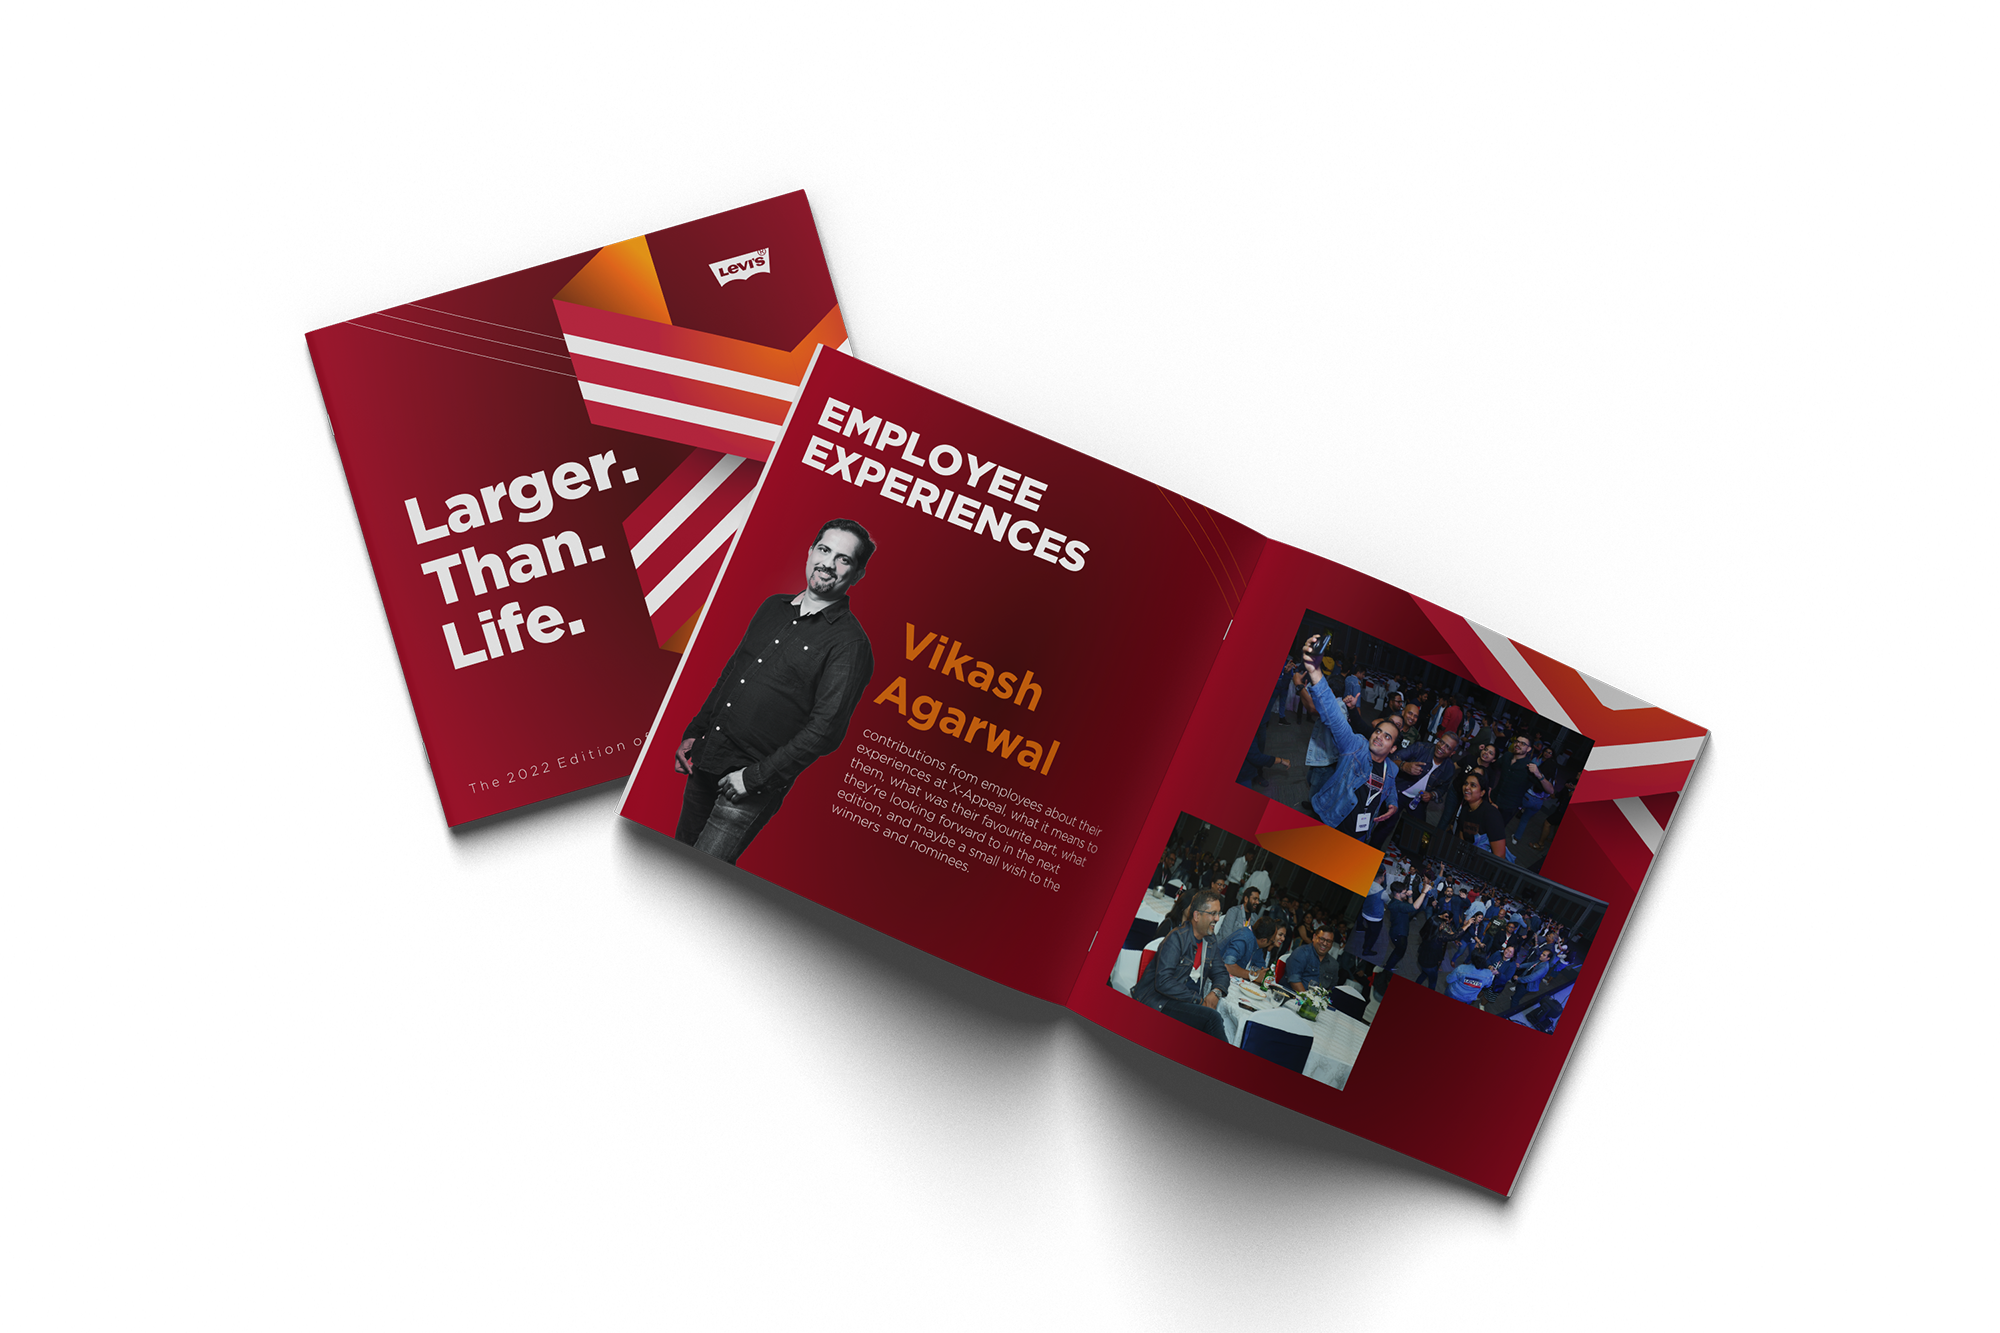 Levi's®
Larger.
Than.
Life.
The 2022 Edition
EMPLOYEE
EXPERIENCES
Vikash
Agarwal
contributions from employees about their
experiences at X-Appeal, what it means to
them, what was their favourite part, what
they're looking forward to in the next
edition, and maybe a small wish to the
winners and nominees.